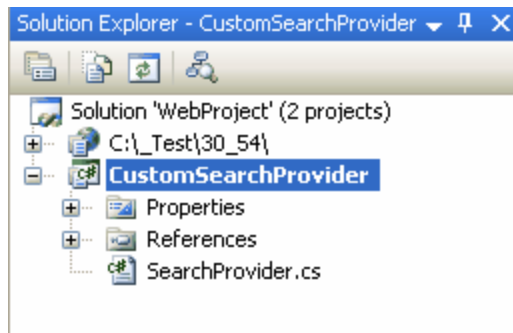 Solution Explorer - CustomSearchProvider
Solution 'WebProject' (2 projects)
C:\_Test\30_54\
CustomSearchProvider
Properties
References
SearchProvider.cs